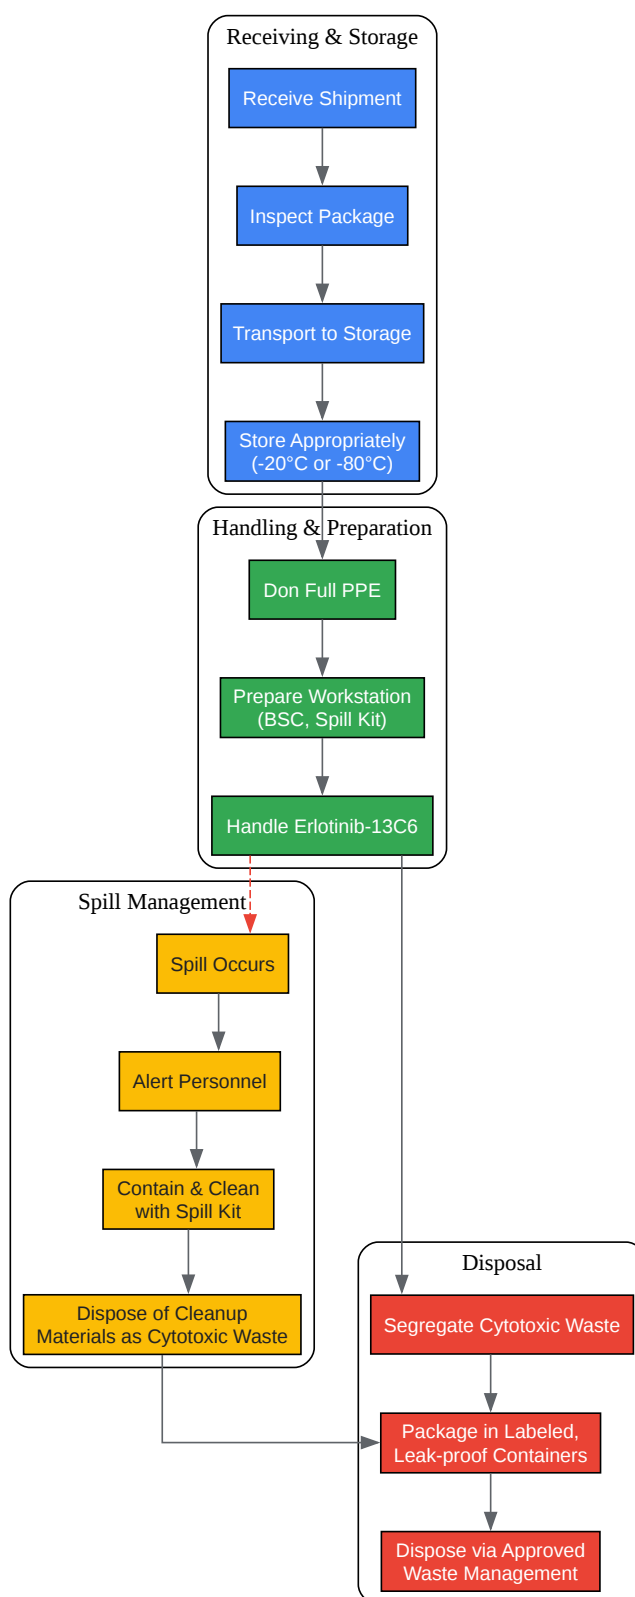 Receiving & Storage
Receive Shipment
Inspect Package
Transport to Storage
Store Appropriately
(-20°C or -80°C)
Handling & Preparation
Don Full PPE
Prepare Workstation
(BSC, Spill Kit)
Handle Erlotinib-13C6
Spill Management
Spill Occurs
Alert Personnel
Contain & Clean
with Spill Kit
Dispose of Cleanup
Materials as Cytotoxic Waste
Disposal
Segregate Cytotoxic Waste
Package in Labeled,
Leak-proof Containers
Dispose via Approved
Waste Management